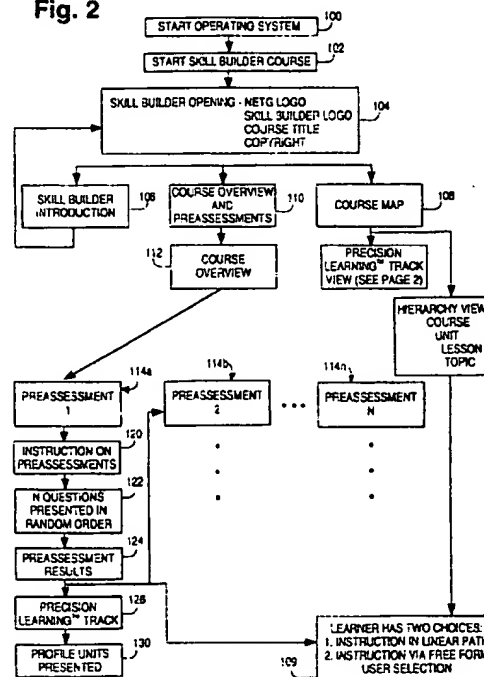 Fig. 2
START OPERATING SYSTEM
100
START SKILL BUILDER COURSE
102
SKILL BUILDER OPENING - NETG LOGO
SKILL BUILDER LOGO
COURSE TITLE
COPYRIGHT
104
SKILL BUILDER
INTRODUCTION
106
COURSE OVERVIEW
AND
PREASSESSMENTS
110
COURSE MAP
108
112
COURSE
OVERVIEW
PRECISION
LEARNING™ TRACK
VIEW (SEE PAGE 2)
HIERARCHY VIEW
COURSE
UNIT
LESSON
TOPIC
PREASSESSMENT
1
114a
114b
PREASSESSMENT
2
• • •
114n
PREASSESSMENT
N
INSTRUCTION ON
PREASSESSMENTS
120
N QUESTIONS
PRESENTED IN
RANDOM ORDER
122
PREASSESSMENT
RESULTS
124
PRECISION
LEARNING™ TRACK
126
PROFILE UNITS
PRESENTED
130
LEARNER HAS TWO CHOICES:
1. INSTRUCTION IN LINEAR PATH
2. INSTRUCTION VIA FREE FORM
USER SELECTION
109